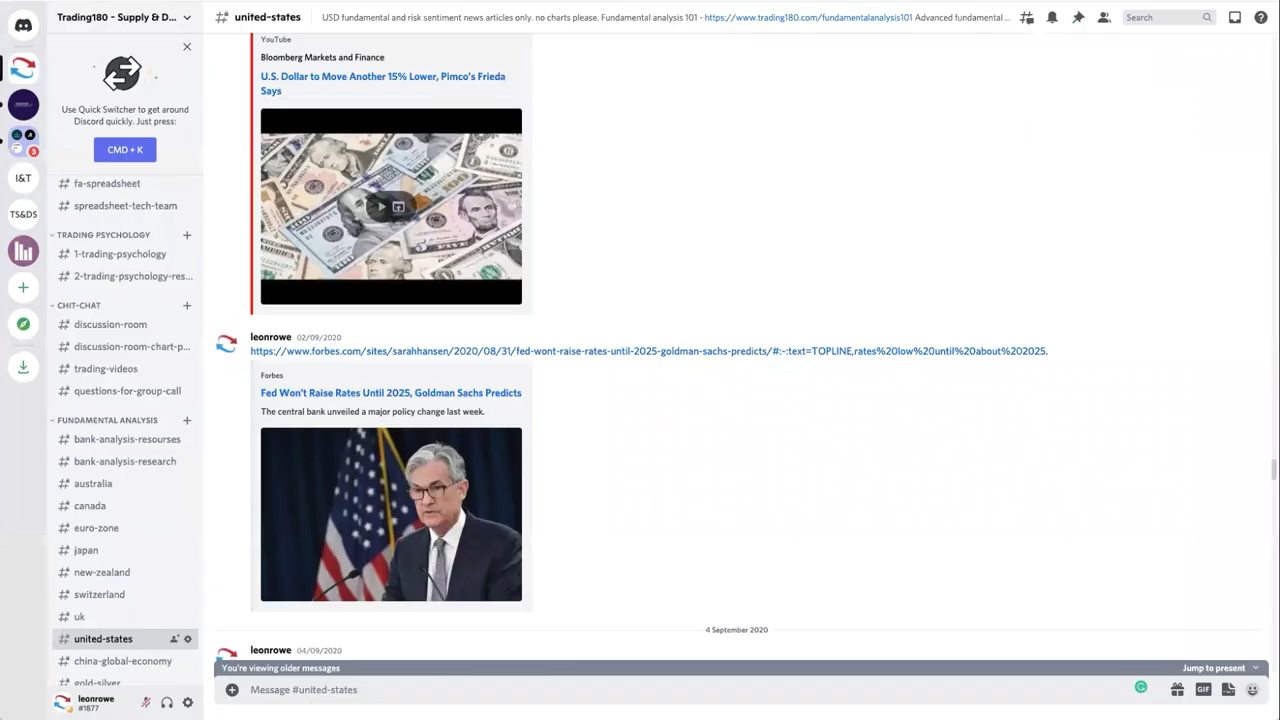 Trading180 - Supply & D...
united-states
USD fundamental and risk sentiment news articles only. no charts please. Fundamental analysis 101 - https://www.trading180.com/fundamentalanalysis101 Advanced fundamental ...
Search
Use Quick Switcher to get around
Discord quickly. Just press:
CMD + K
3
I&T
TS&DS
fa-spreadsheet
spreadsheet-tech-team
TRADING PSYCHOLOGY
1-trading-psychology
2-trading-psychology-res...
CHIT-CHAT
discussion-room
discussion-room-chart-p...
trading-videos
questions-for-group-call
FUNDAMENTAL ANALYSIS
bank-analysis-resourses
bank-analysis-research
australia
canada
euro-zone
japan
new-zealand
switzerland
uk
united-states
china-global-economy
gold-silver
leonrowe
#1877
YouTube
Bloomberg Markets and Finance
U.S. Dollar to Move Another 15% Lower, Pimco's Frieda
Says
leonrowe 02/09/2020
https://www.forbes.com/sites/sarahhansen/2020/08/31/fed-wont-raise-rates-until-2025-goldman-sachs-predicts/#:-:text=TOPLINE,rates%20low%20until%20about%202025.
Forbes
Fed Won't Raise Rates Until 2025, Goldman Sachs Predicts
The central bank unveiled a major policy change last week.
4 September 2020
leonrowe 04/09/2020
You're viewing older messages
Jump to present
Message #united-states
GIF